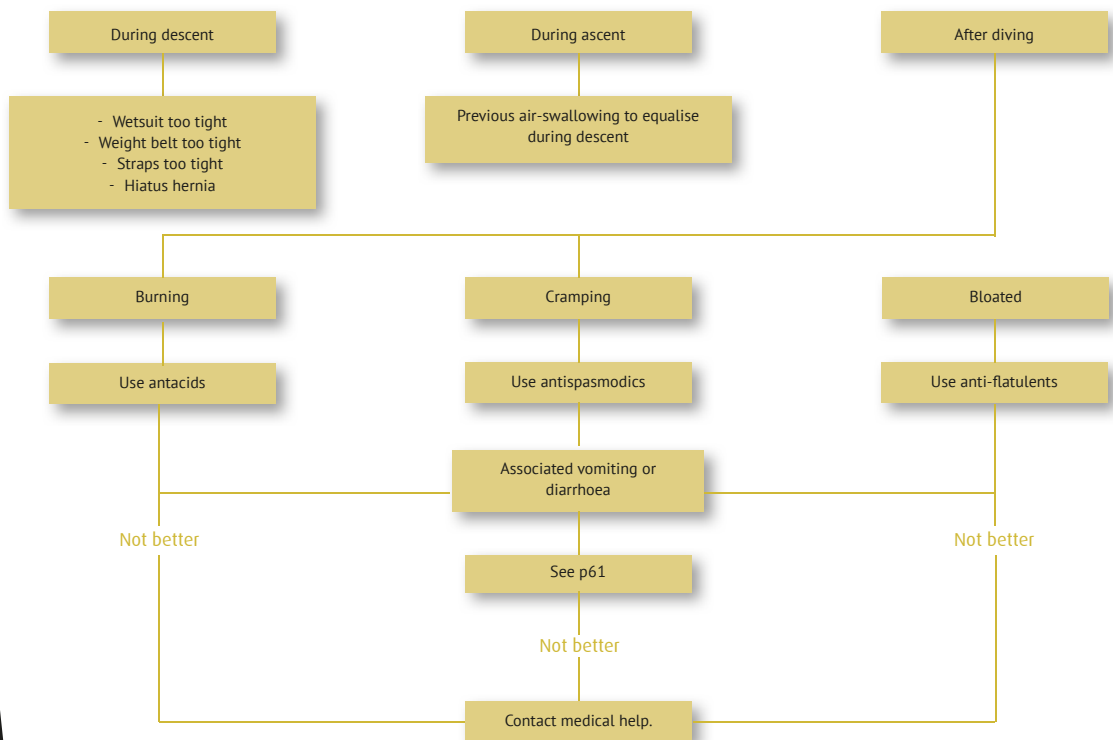 During descent
During ascent
After diving
- Wetsuit too tight
- Weight belt too tight
- Straps too tight
- Hiatus hernia
Previous air-swallowing to equalise
during descent
Burning
Cramping
Bloated
Use antacids
Use antispasmodics
Use anti-flatulents
Associated vomiting or
diarrhoea
Not better
Not better
See p61
Not better
Contact medical help.